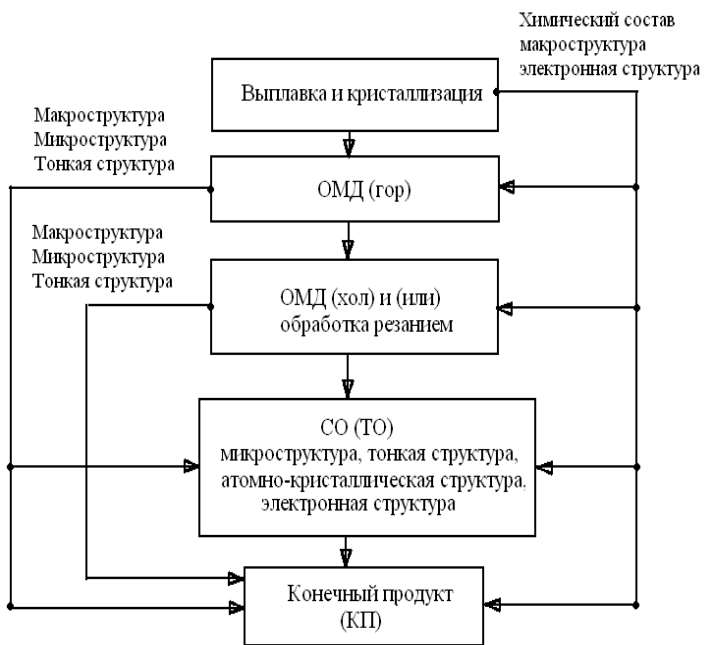 Химический состав
макроструктура
электронная структура
Выплавка и кристаллизация
Макроструктура
Микроструктура
Тонкая структура
ОМД (гор)
Макроструктура
Микроструктура
Тонкая структура
ОМД (хол) и (или)
обработка резанием
СО (ТО)
микроструктура, тонкая структура,
атомно-кристаллическая структура,
электронная структура
Конечный продукт
(КП)